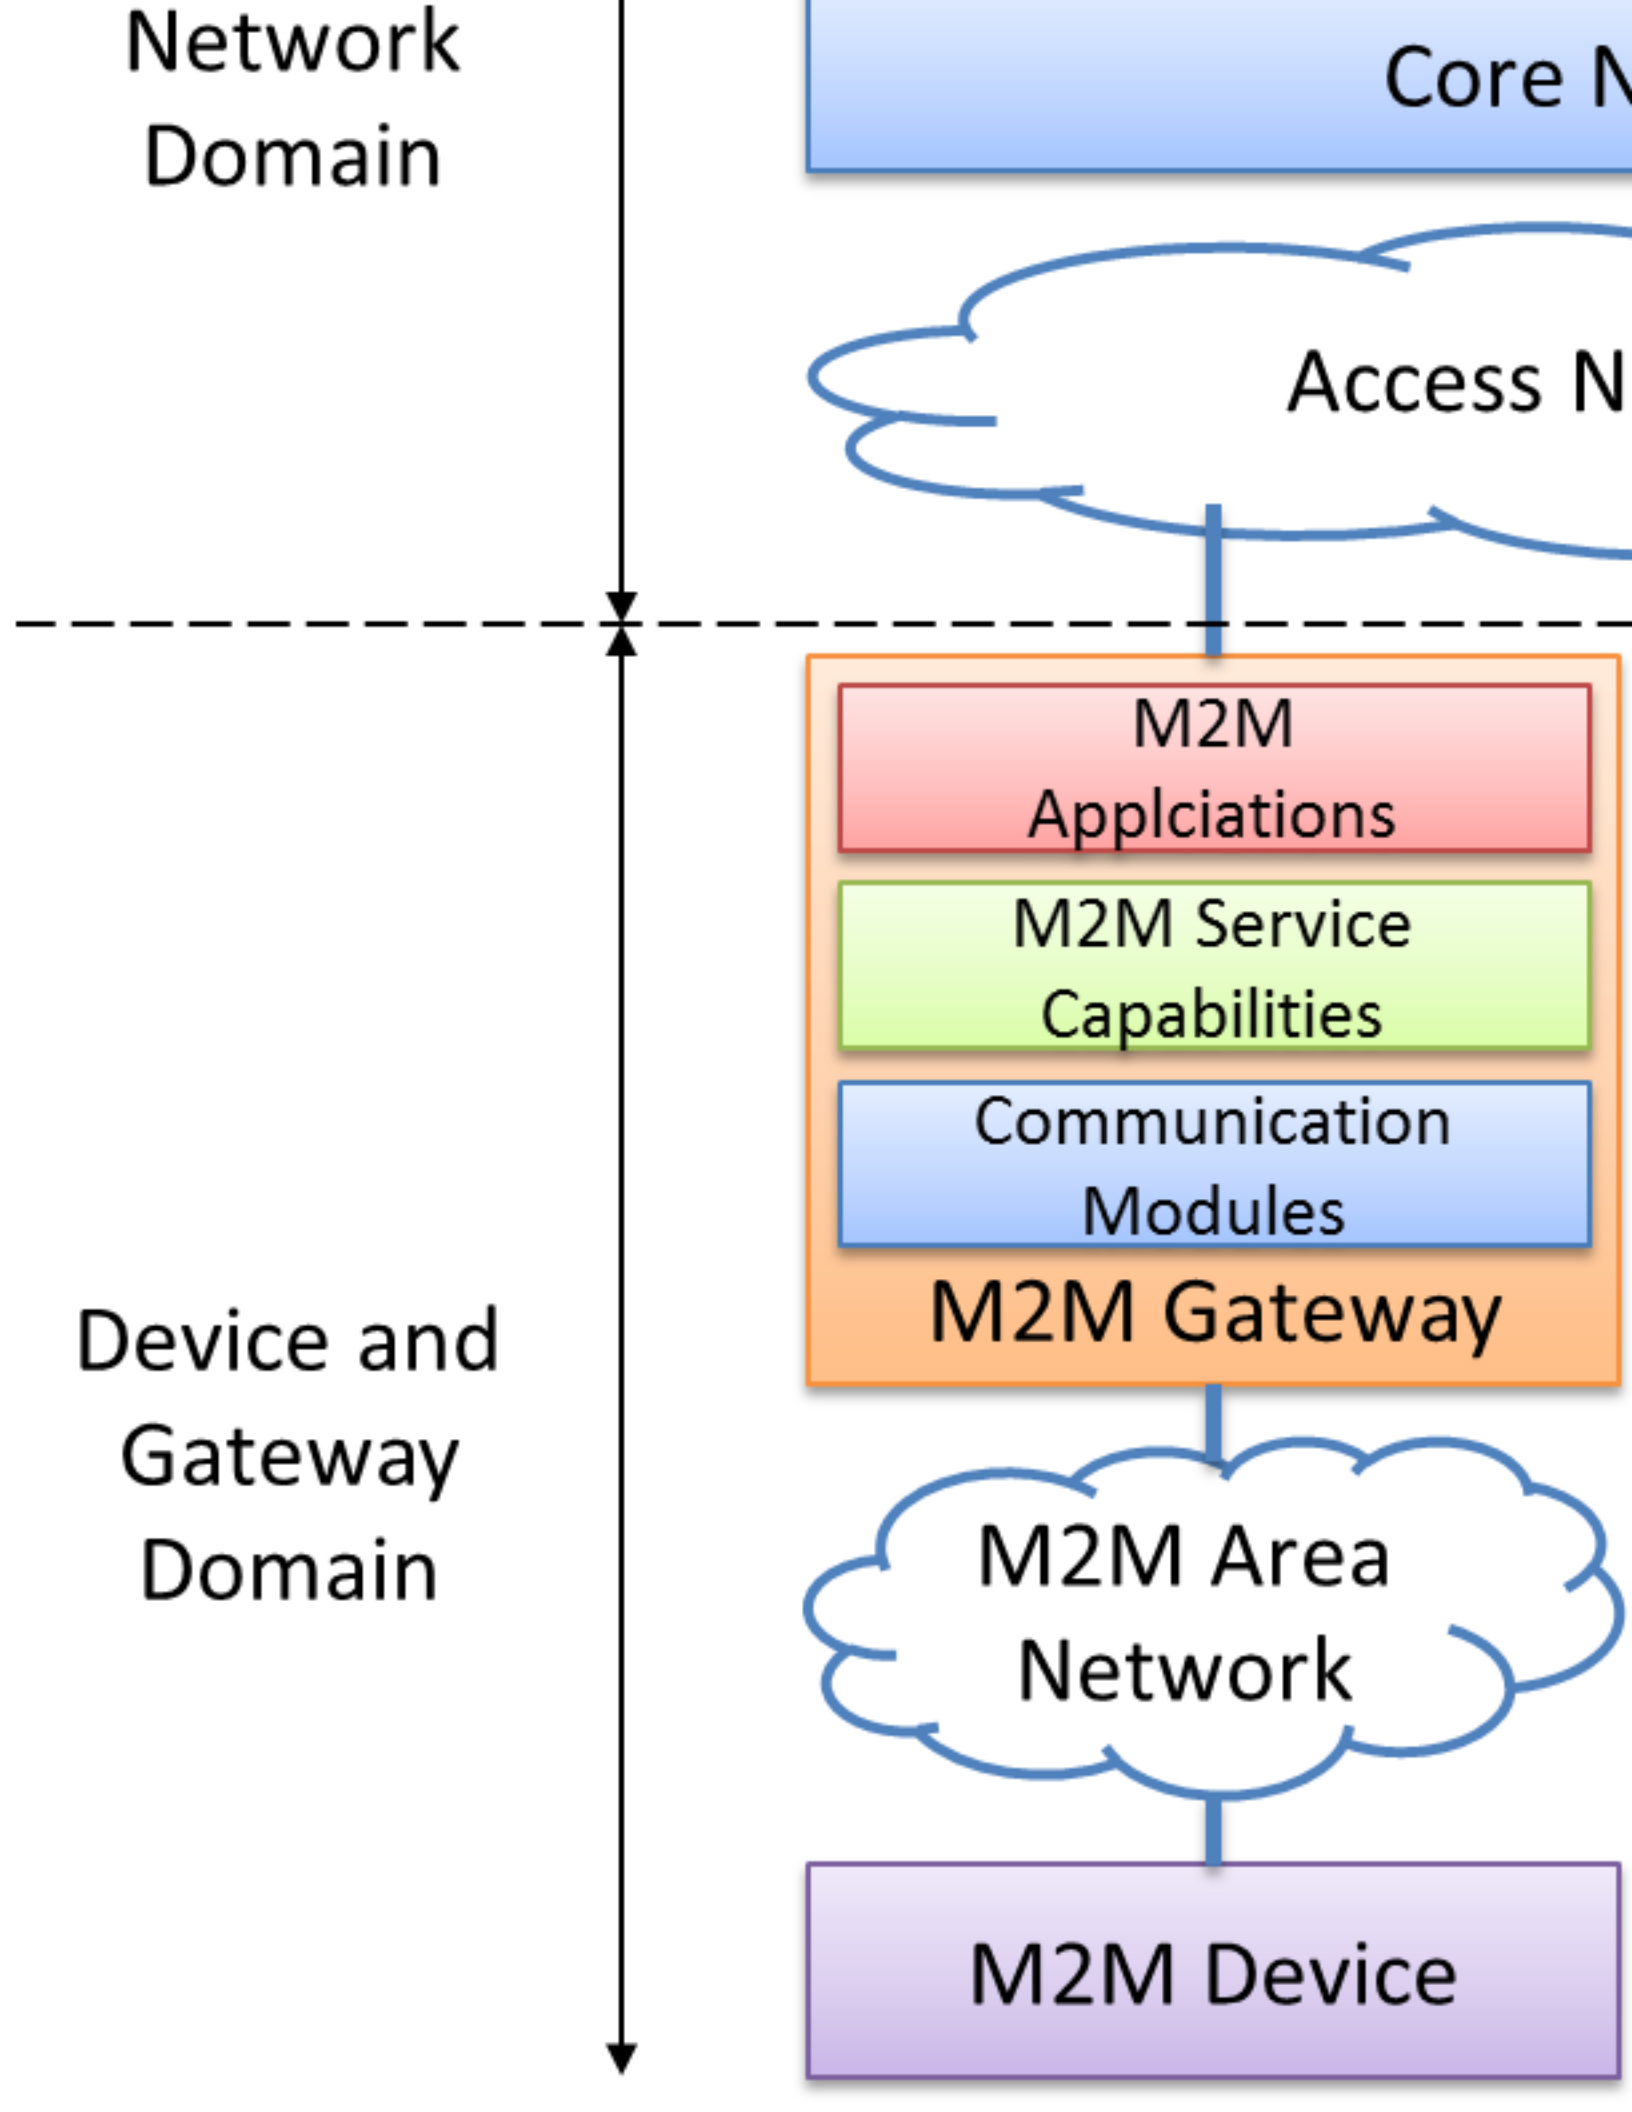 Network
Domain
Core N
Access N
M2M
Applciations
M2M Service
Capabilities
Communication
Modules
M2M Gateway
Device and
Gateway
Domain
M2M Area
Network
M2M Device